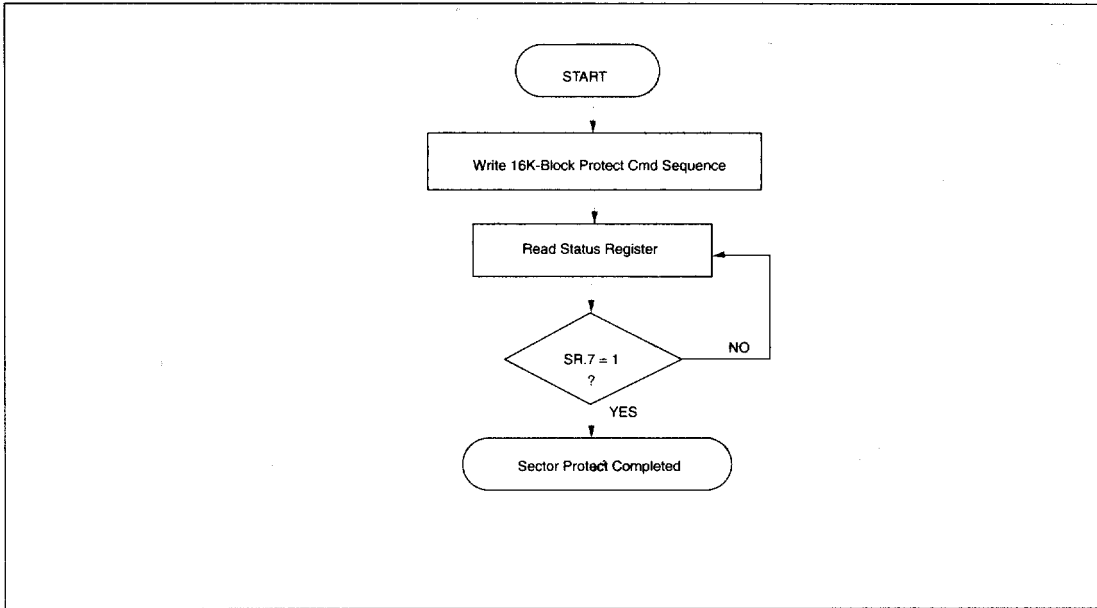 START
Write 16K-Block Protect Cmd Sequence
Read Status Register
SR.7 = 1
?
NO
YES
Sector Protect Completed